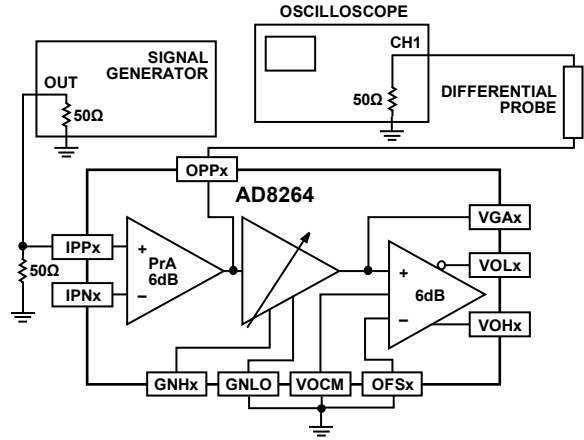 OSCILLOSCOPE
CH1
SIGNAL
GENERATOR
OUT
50Ω
50Ω
DIFFERENTIAL
PROBE
OPPx
AD8264
VGAx
IPPx
+
PrA
6dB
–
+
6dB
–
VOLx
50Ω
IPNx
VOHx
GNHx
GNLO
VOCM
OFSx